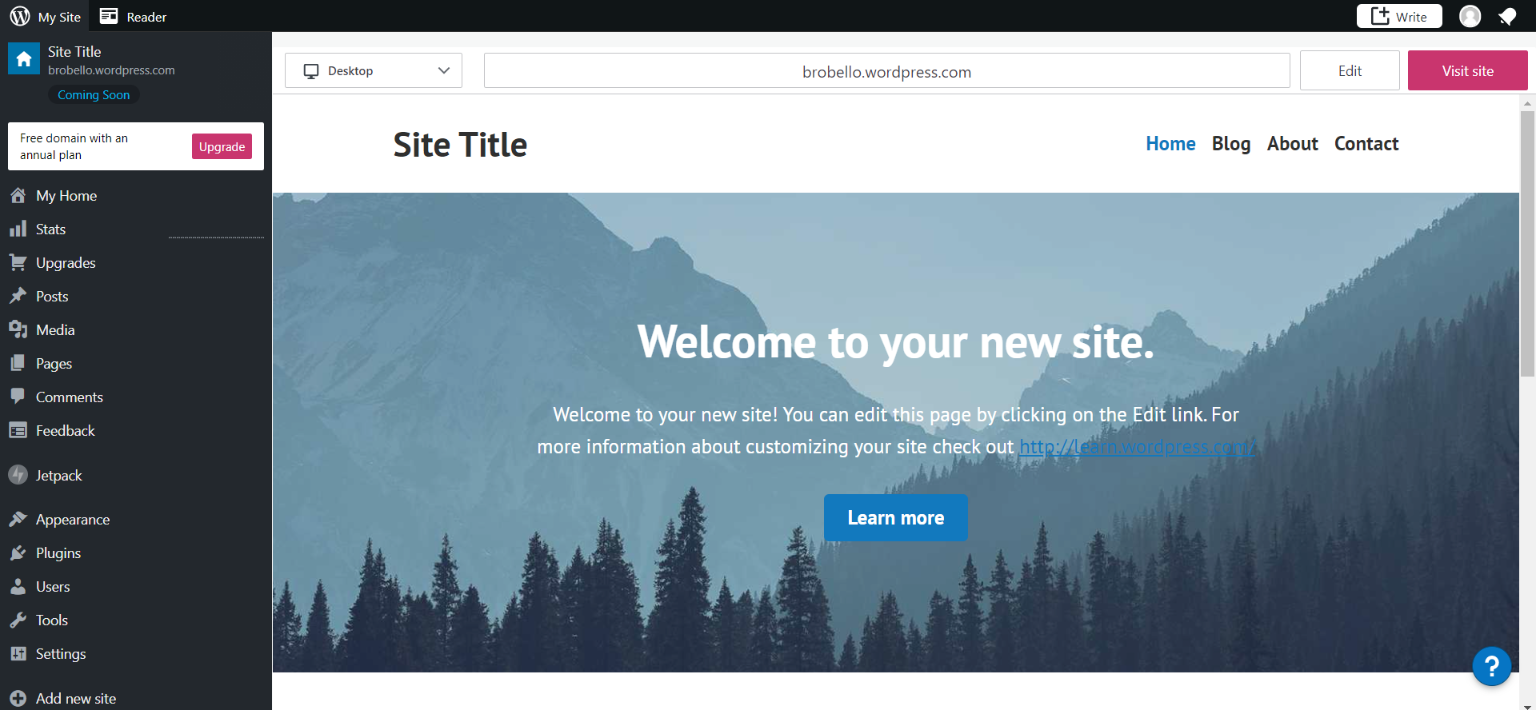 My Site
Reader
Write
Site Title
brobello.wordpress.com
Coming Soon
Free domain with an
annual plan
Upgrade
My Home
Stats
Upgrades
Posts
Media
Pages
Comments
Feedback
Jetpack
Appearance
Plugins
Users
Tools
Settings
Add new site
Desktop
brobello.wordpress.com
Edit
Visit site
Site Title
Home Blog About Contact
Welcome to your new site.
Welcome to your new site! You can edit this page by clicking on the Edit link. For
more information about customizing your site check out http://learn.wordpress.com/
Learn more
?